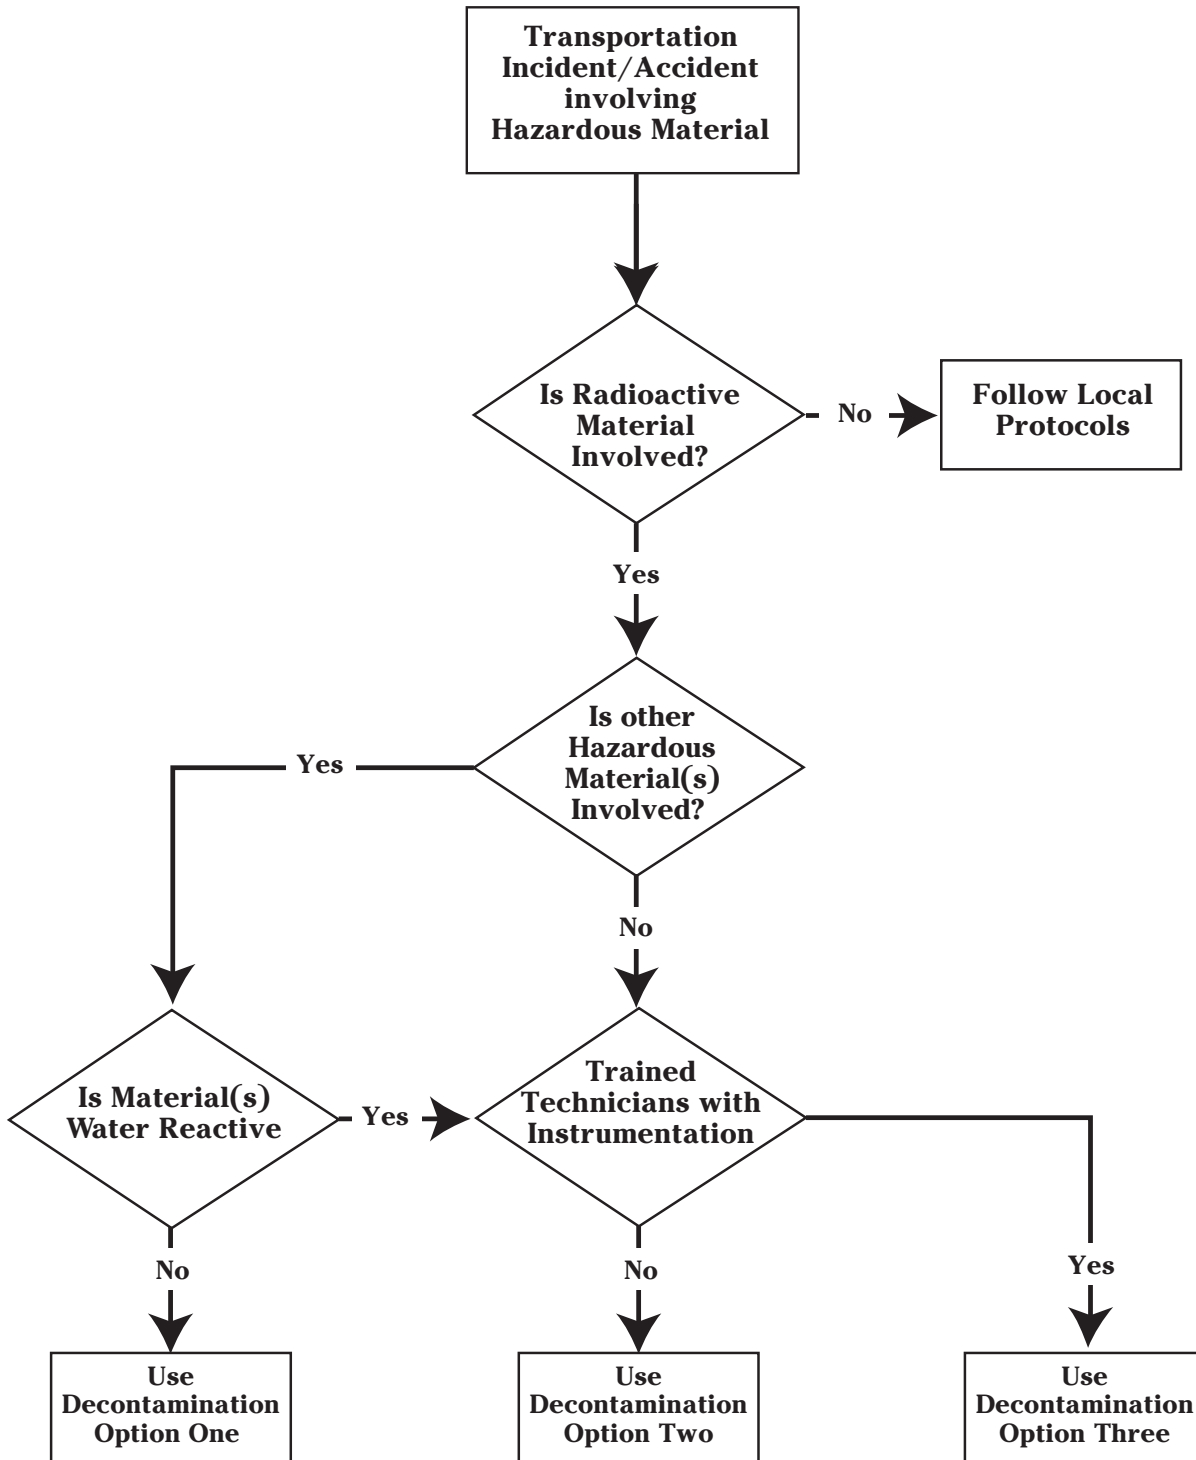 Transportation
Incident/Accident
involving
Hazardous Material
Is Radioactive
Material
Involved?
No
Follow Local
Protocols
Yes
Is other
Hazardous
Material(s)
Involved?
Yes
No
Is Material(s)
Water Reactive
Yes
Trained
Technicians with
Instrumentation
No
No
Yes
Use
Decontamination
Option One
Use
Decontamination
Option Two
Use
Decontamination
Option Three